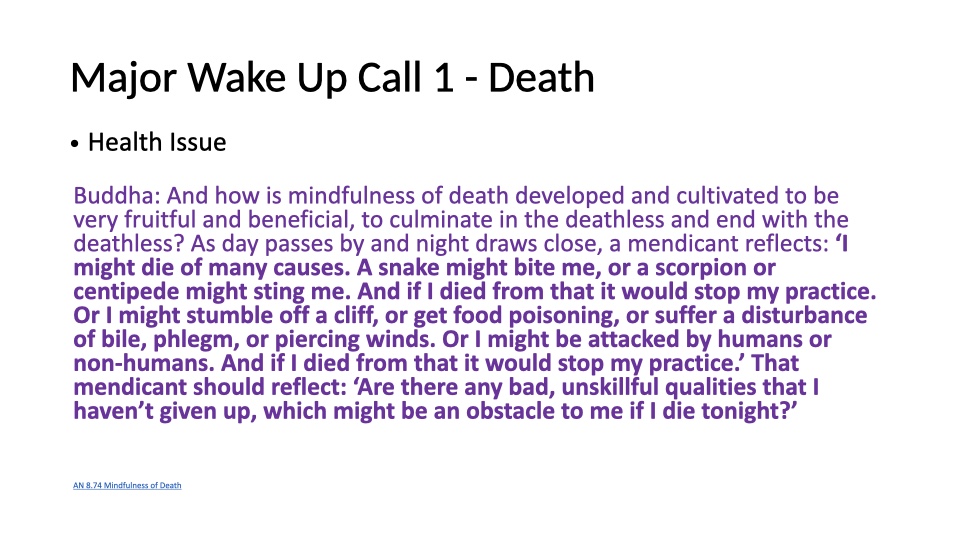 Major Wake Up Call 1 - Death
• Health Issue
Buddha: And how is mindfulness of death developed and cultivated to be
very fruitful and beneficial, to culminate in the deathless and end with the
deathless? As day passes by and night draws close, a mendicant reflects: ‘I
might die of many causes. A snake might bite me, or a scorpion or
centipede might sting me. And if I died from that it would stop my practice.
Or I might stumble off a cliff, or get food poisoning, or suffer a disturbance
of bile, phlegm, or piercing winds. Or I might be attacked by humans or
non-humans. And if I died from that it would stop my practice.’ That
mendicant should reflect: ‘Are there any bad, unskillful qualities that I
haven’t given up, which might be an obstacle to me if I die tonight?’
AN 8.74 Mindfulness of Death